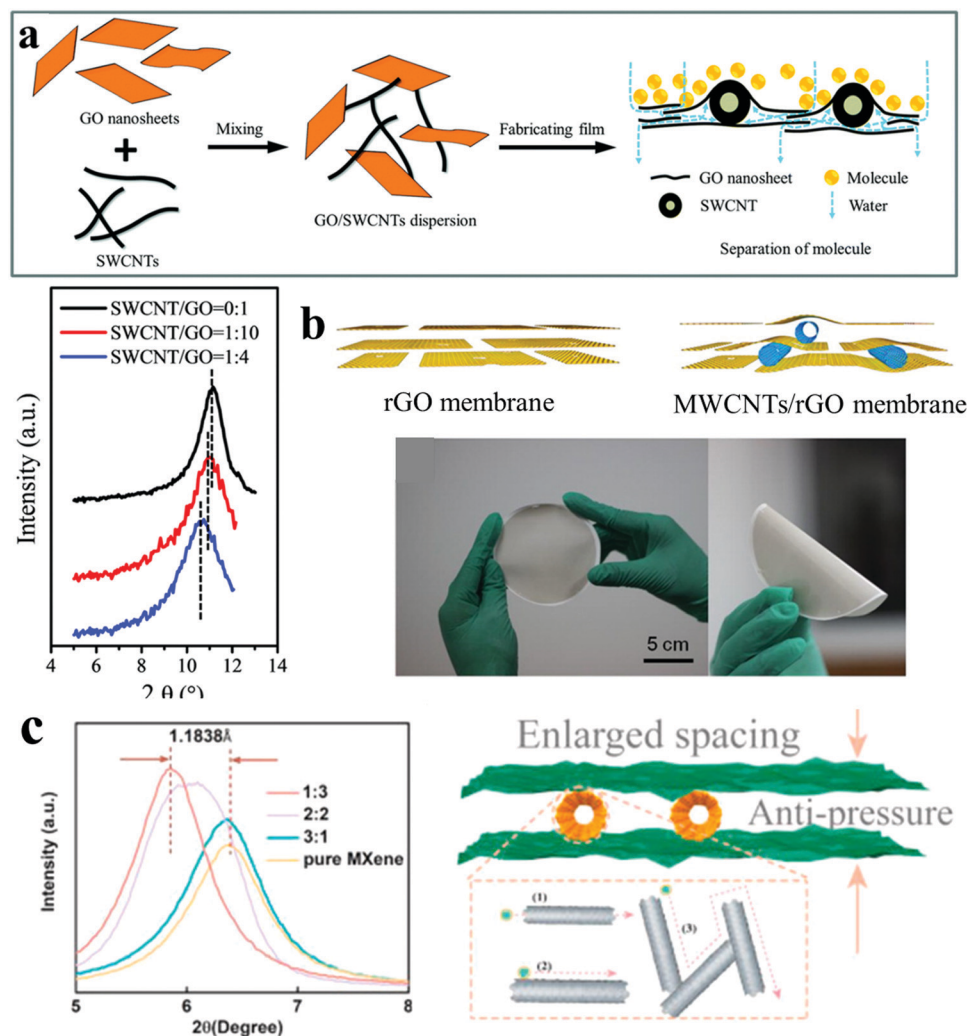 a
GO nanosheets
SWCNTs
Mixing
GO/SWCNTs dispersion
Fabricating film
GO nanosheet
Molecule
SWCNT
Water
Separation of molecule
SWCNT/GO=0:1
SWCNT/GO=1:10
SWCNT/GO=1:4
Intensity (a.u.)
4 6 8 10 12 14
2 θ (°)
b
rGO membrane
MWCNTs/rGO membrane
5 cm
c
1.1838Å
1:3
2:2
3:1
pure MXene
Intensity (a.u.)
5 6 7 8
2θ(Degree)
Enlarged spacing
Anti-pressure
(1)
(2)
(3)